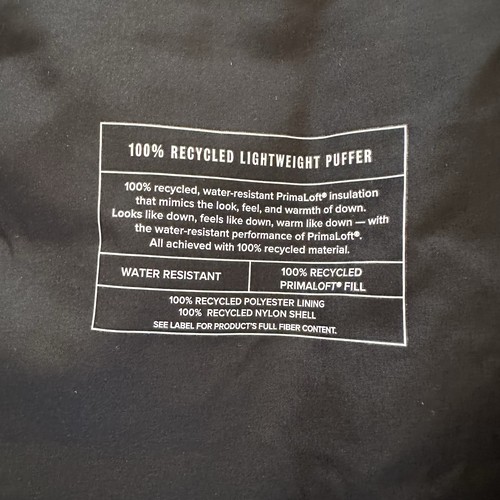 100% RECYCLED LIGHTWEIGHT PUFFER
100% recycled, water-resistant PrimaLoft® insulation
that mimics the look, feel, and warmth of down.
Looks like down, feels like down, warm like down — with
the water-resistant performance of PrimaLoft®.
All achieved with 100% recycled material.
WATER RESISTANT
100% RECYCLED
PRIMALOFT® FILL
100% RECYCLED POLYESTER LINING
100% RECYCLED NYLON SHELL
SEE LABEL FOR PRODUCT'S FULL FIBER CONTENT.